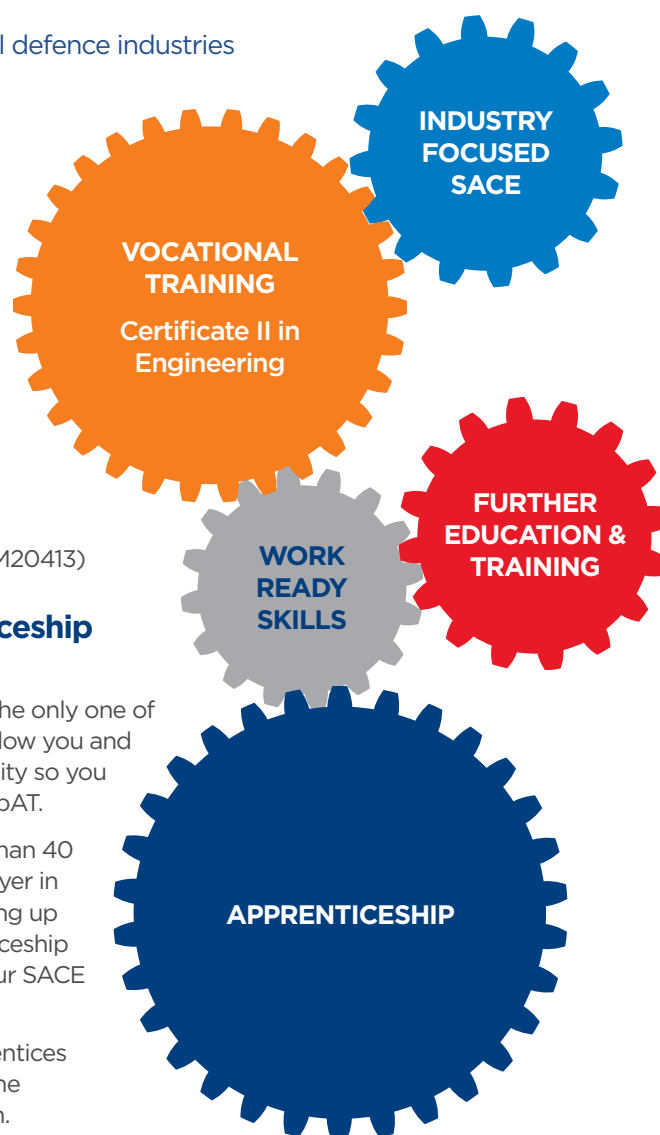 l defence industries
INDUSTRY
FOCUSED
SACE
VOCATIONAL
TRAINING
Certificate II in
Engineering
FURTHER
EDUCATION &
TRAINING
WORK
READY
SKILLS
M20413)
ceship
he only one of
low you and
ity so you
bAT.
han 40
yer in
ng up
ceship
ur SACE
APPRENTICESHIP
entices
ne
n.